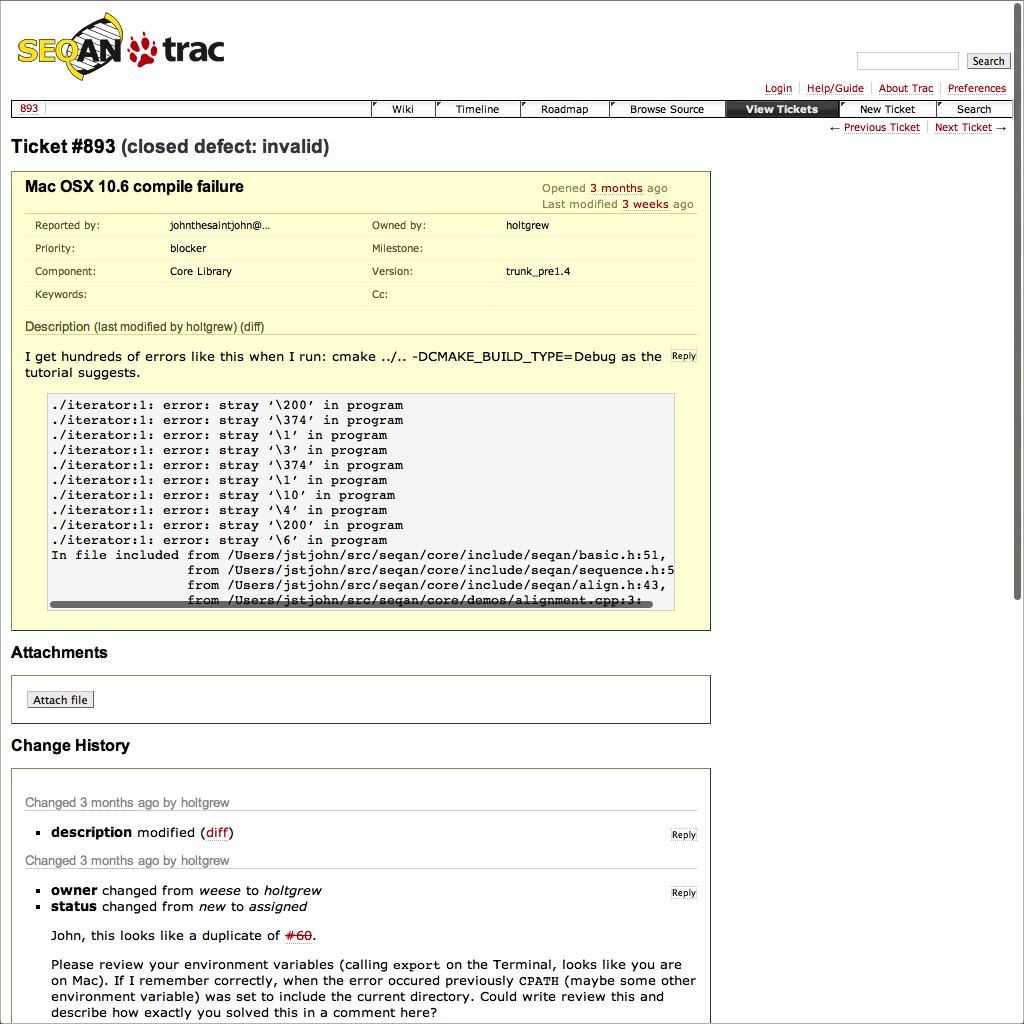 SEQAN trac
Search
Login Help/Guide About Trac Preferences
893 Wiki Timeline Roadmap Browse Source View Tickets New Ticket Search
← Previous Ticket Next Ticket →
Ticket #893 (closed defect: invalid)
Mac OSX 10.6 compile failure
Opened 3 months ago
Last modified 3 weeks ago
Reported by: johnthesaintjohn@... Owned by: holtgrew
Priority: blocker Milestone:
Component: Core Library Version: trunk_pre1.4
Keywords: Cc:
Description (last modified by holtgrew) (diff)
I get hundreds of errors like this when I run: cmake ../.. -DCMAKE_BUILD_TYPE=Debug as the Reply
tutorial suggests.
./iterator:1: error: stray ‘\200’ in program
./iterator:1: error: stray ‘\374’ in program
./iterator:1: error: stray ‘\1’ in program
./iterator:1: error: stray ‘\3’ in program
./iterator:1: error: stray ‘\374’ in program
./iterator:1: error: stray ‘\1’ in program
./iterator:1: error: stray ‘\10’ in program
./iterator:1: error: stray ‘\4’ in program
./iterator:1: error: stray ‘\200’ in program
./iterator:1: error: stray ‘\6’ in program
In file included from /Users/jstjohn/src/seqan/core/include/seqan/basic.h:51,
from /Users/jstjohn/src/seqan/core/include/seqan/sequence.h:5
from /Users/jstjohn/src/seqan/core/include/seqan/align.h:43,
from /Users/jstjohn/src/seqan/core/demos/alignment.cpp:3:
Attachments
Attach file
Change History
Changed 3 months ago by holtgrew
▪ description modified (diff) Reply
Changed 3 months ago by holtgrew
▪ owner changed from weese to holtgrew Reply
▪ status changed from new to assigned
John, this looks like a duplicate of #60.
Please review your environment variables (calling export on the Terminal, looks like you are
on Mac). If I remember correctly, when the error occured previously CPATH (maybe some other
environment variable) was set to include the current directory. Could write review this and
describe how exactly you solved this in a comment here?